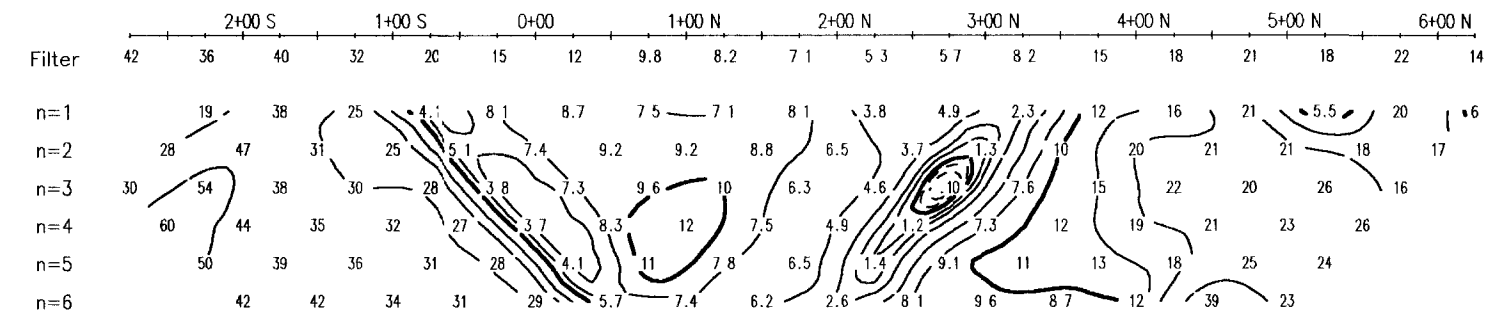 2+00 S 1+00 S 0+00 1+00 N 2+00 N 3+00 N 4+00 N 5+00 N 6+00 N
Filter 42 36 40 32 20 15 12 9.8 8.2 7 1 5 3 5 7 8 2 15 18 21 18 22 14
n=1 19 38 25 4.1 8 1 8.7 7 5 7 1 8 1 3.8 4.9 2.3 12 16 21 5.5 20 6
n=2 28 47 31 25 5 1 7.4 9.2 9.2 8.8 6.5 3.7 1.3 10 20 21 21 18 17
n=3 30 54 38 30 28 3 8 7.3 9 6 10 6.3 4.6 10 7.6 15 22 20 26 16
n=4 60 44 35 32 27 3 7 8.3 12 7.5 4.9 1.2 7.3 12 19 21 23 26
n=5 50 39 36 31 28 4.1 11 7 8 6.5 1.4 9.1 11 13 18 25 24
n=6 42 42 34 31 29 5.7 7.4 6.2 2.6 8 1 9 6 8 7 12 39 23